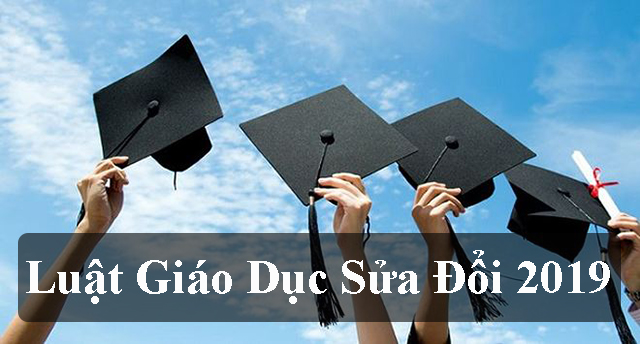 Luật Giáo Dục Sửa Đổi 2019